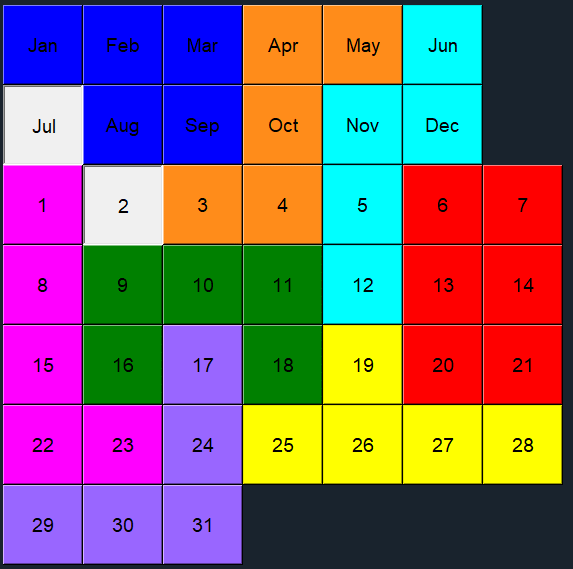 Jan Feb Mar Apr May Jun
Jul Aug Sep Oct Nov Dec
1 2 3 4 5 6 7
8 9 10 11 12 13 14
15 16 17 18 19 20 21
22 23 24 25 26 27 28
29 30 31